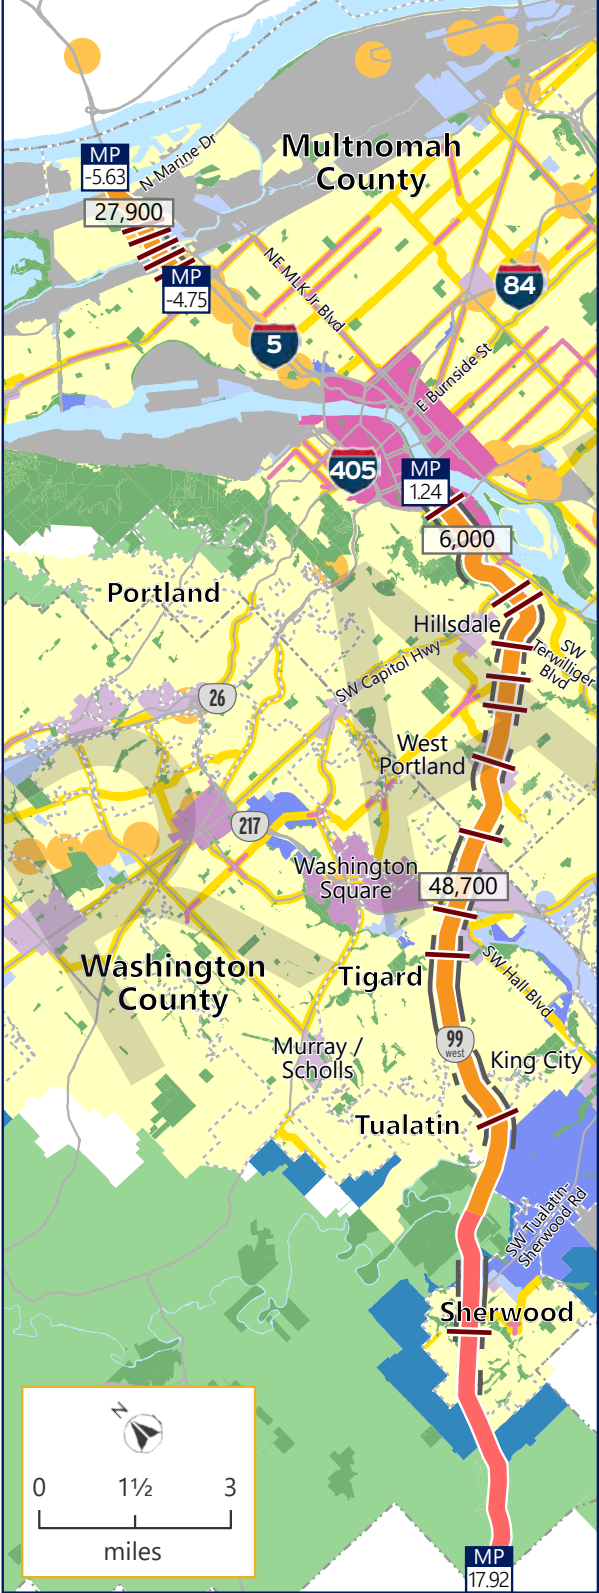 Multnomah
County
MP
-5.63
N Marine Dr
27,900
MP
-4.75
NE MLK Jr Blvd
84
5
E Burnside St
405
MP
1.24
6,000
Portland
Hillsdale
SW
Terwilliger
Blvd
SW Capitol Hwy
26
West
Portland
217
Washington
Square
48,700
Washington
County
Tigard
SW Hall Blvd
99
west
Murray /
Scholls
King City
Tualatin
SW Tualatin-
Sherwood Rd
Sherwood
N
0 1½ 3
miles
MP
17.92